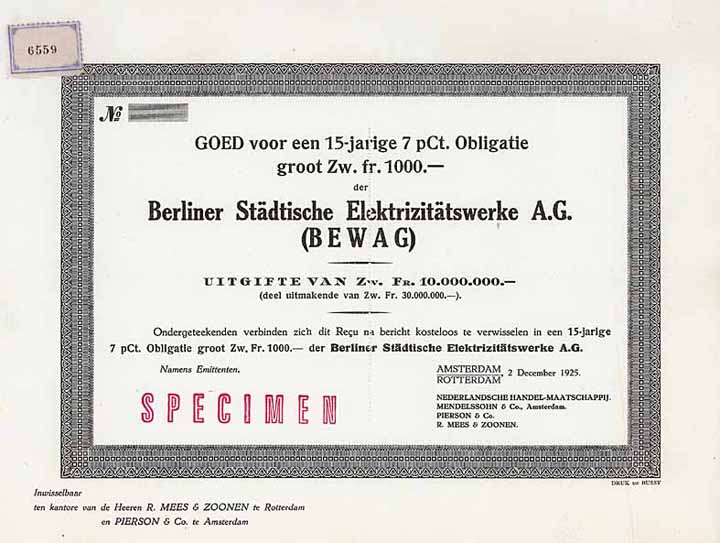 6559
№
GOED voor een 15-jarige 7 pCt. Obligatie
groot Zw. fr. 1000.—
der
Berliner Städtische Elektrizitätswerke A.G.
(BEWAG)
UITGIFTE VAN Zw. FR. 10.000.000.—
(deel uitmakende van Zw. Fr. 30.000.000.—).
Ondergeteekenden verbinden zich dit Reçu na bericht kosteloos te verwisselen in een 15-jarige
7 pCt. Obligatie groot Zw. Fr. 1000.— der Berliner Städtische Elektrizitätswerke A.G.
Namens Emittenten.
AMSTERDAM
ROTTERDAM, 2 December 1925.
SPECIMEN
NEDERLANDSCHE HANDEL-MAATSCHAPPIJ.
MENDELSSOHN & Co., Amsterdam.
PIERSON & Co.
R. MEES & ZOONEN.
DRUK DE BUSSY
Inwisselbaar
ten kantore van de Heeren R. MEES & ZOONEN te Rotterdam
en PIERSON & Co. te Amsterdam